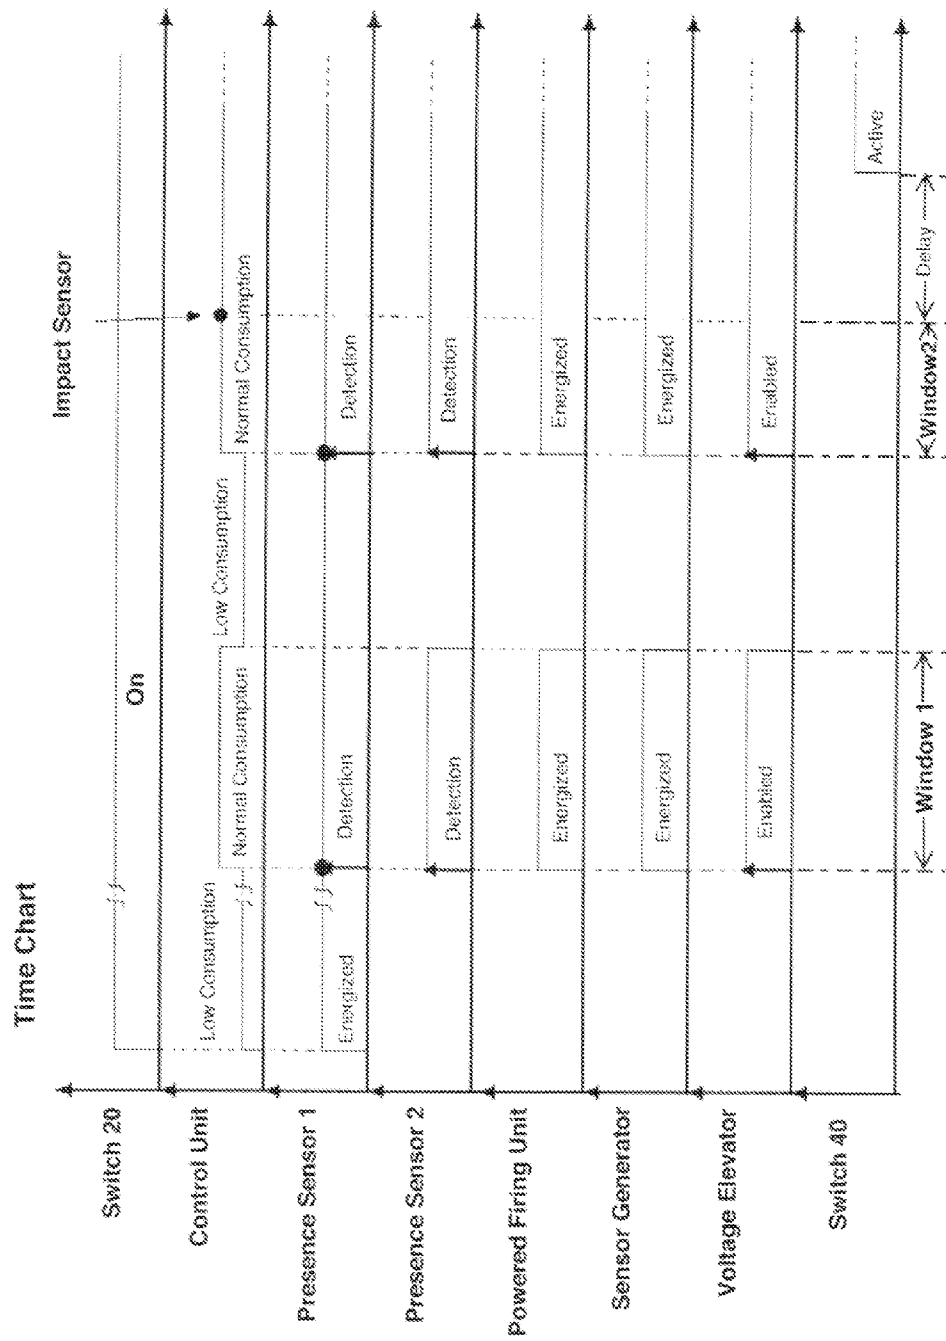 Time Chart
Impact Sensor
Switch 20
On
Control Unit
Low Consumption
Normal Consumption
Low Consumption
Normal Consumption
Presence Sensor 1
Energized
Detection
Detection
Presence Sensor 2
Detection
Detection
Powered Firing Unit
Energized
Energized
Sensor Generator
Energized
Energized
Voltage Elevator
Enabled
Enabled
Switch 40
Active
Window 1
Window2
Delay